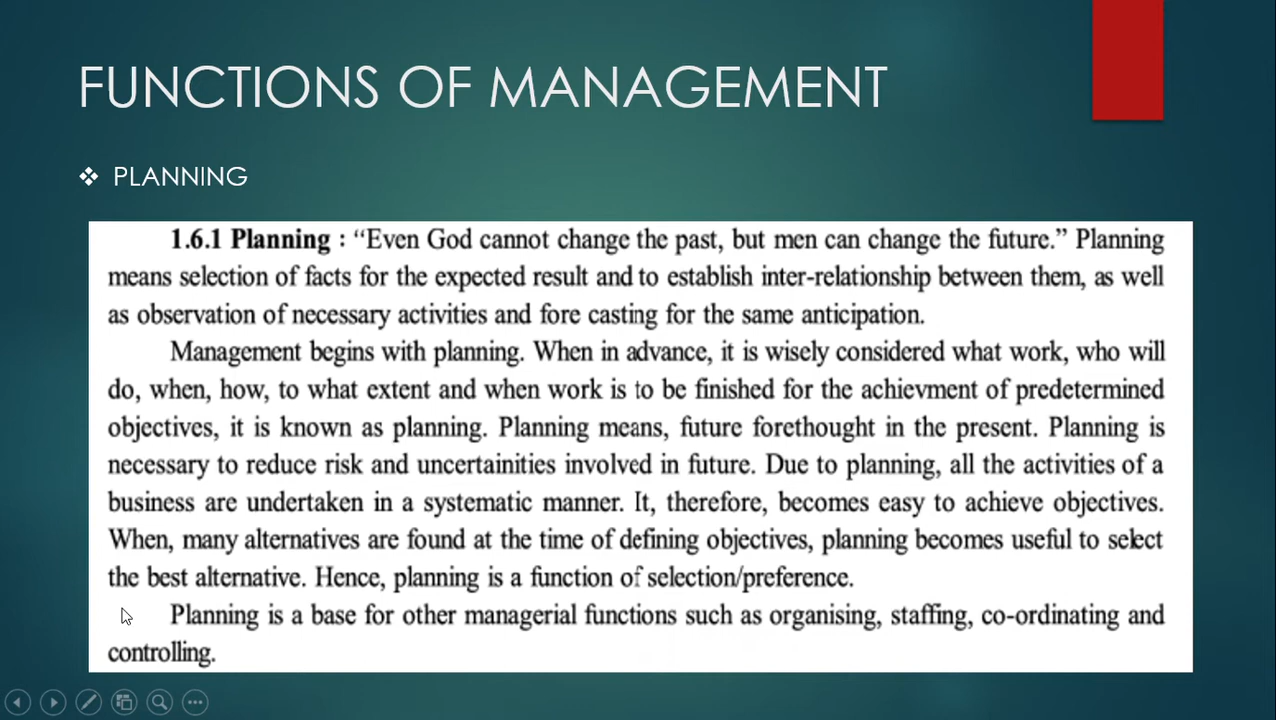 FUNCTIONS OF MANAGEMENT
❖ PLANNING
1.6.1 Planning : “Even God cannot change the past, but men can change the future.” Planning
means selection of facts for the expected result and to establish inter-relationship between them, as well
as observation of necessary activities and fore casting for the same anticipation.
Management begins with planning. When in advance, it is wisely considered what work, who will
do, when, how, to what extent and when work is to be finished for the achievment of predetermined
objectives, it is known as planning. Planning means, future forethought in the present. Planning is
necessary to reduce risk and uncertainities involved in future. Due to planning, all the activities of a
business are undertaken in a systematic manner. It, therefore, becomes easy to achieve objectives.
When, many alternatives are found at the time of defining objectives, planning becomes useful to select
the best alternative. Hence, planning is a function of selection/preference.
Planning is a base for other managerial functions such as organising, staffing, co-ordinating and
controlling.